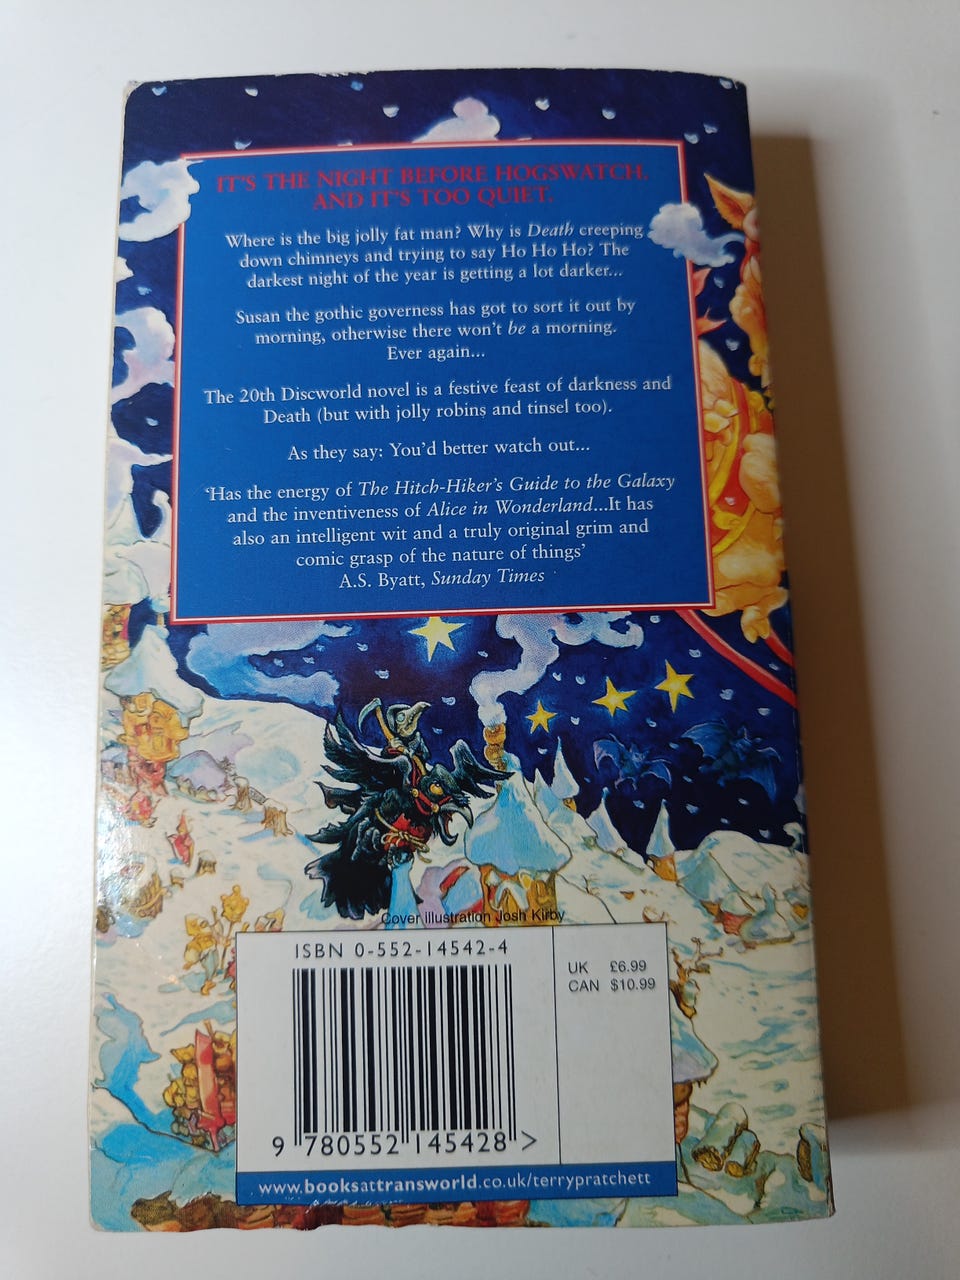 IT'S THE NIGHT BEFORE HOGSWATCH.
AND IT'S TOO QUIET.
Where is the big jolly fat man? Why is Death creeping
down chimneys and trying to say Ho Ho Ho? The
darkest night of the year is getting a lot darker...
Susan the gothic governess has got to sort it out by
morning, otherwise there won't be a morning.
Ever again...
The 20th Discworld novel is a festive feast of darkness and
Death (but with jolly robins and tinsel too).
As they say: You'd better watch out...
'Has the energy of The Hitch-Hiker's Guide to the Galaxy
and the inventiveness of Alice in Wonderland...It has
also an intelligent wit and a truly original grim and
comic grasp of the nature of things'
A.S. Byatt, Sunday Times
Cover illustration Josh Kirby
ISBN 0-552-14542-4
UK £6.99
CAN $10.99
9 780552 145428 >
www.booksattransworld.co.uk/terrypratchett